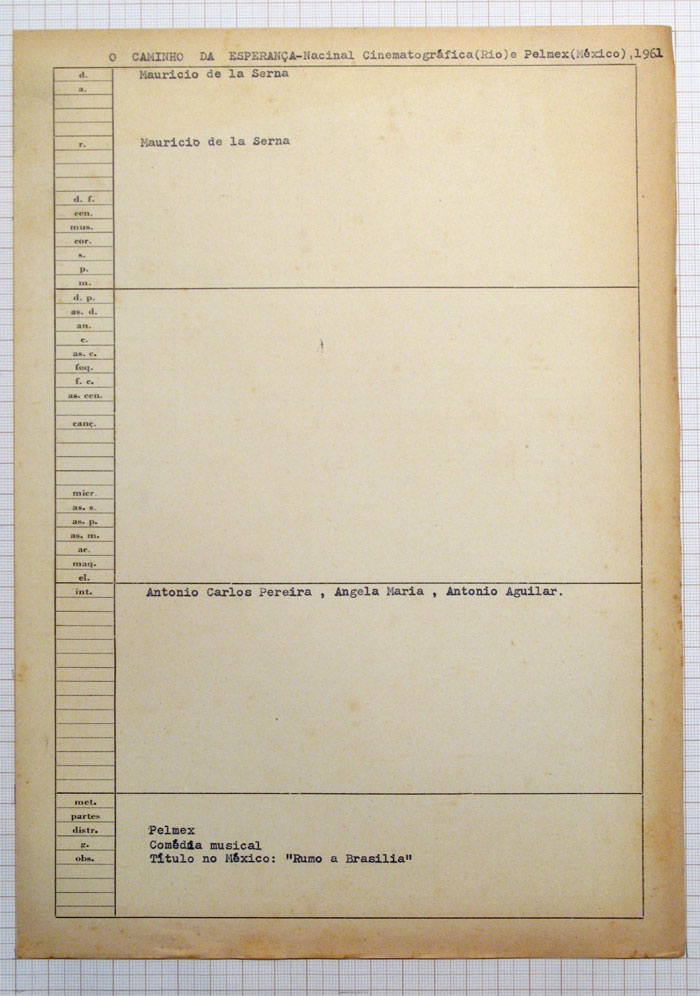 O CAMINHO DA ESPERANÇA-Nacinal Cinematográfica(Rio)e Pelmex(México),1961
d. Mauricio de la Serna
a.
r. Mauricio de la Serna
d. f.
cen.
mus.
cor.
s.
p.
m.
d. p.
as. d.
an.
c.
as. c.
foq.
f. c.
as. cen.
canç.
micr.
as. s.
as. p.
as. m.
ac.
maq.
el.
int. Antonio Carlos Pereira , Angela Maria , Antonio Aguilar.
met.
partes
distr. Pelmex
g. Comédia musical
obs. Título no México: "Rumo a Brasilia"